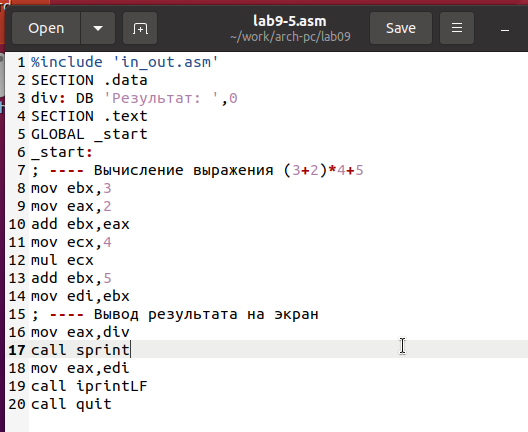 Open
lab9-5.asm
~/work/arch-pc/lab09
Save
1 %include 'in_out.asm'
2 SECTION .data
3 div: DB 'Результат: ',0
4 SECTION .text
5 GLOBAL _start
6 _start:
7 ; ---- Вычисление выражения (3+2)*4+5
8 mov ebx,3
9 mov eax,2
10 add ebx,eax
11 mov ecx,4
12 mul ecx
13 add ebx,5
14 mov edi,ebx
15 ; ---- Вывод результата на экран
16 mov eax,div
17 call sprint
18 mov eax,edi
19 call iprintLF
20 call quit